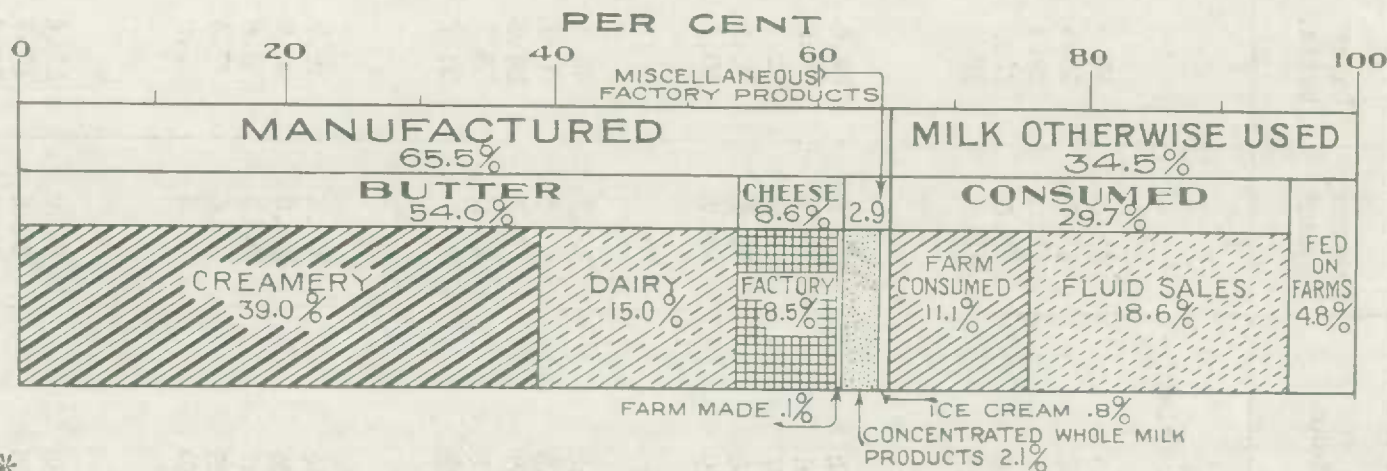 PER CENT
0 20 40 60 80 100
MISCELLANEOUS
FACTORY PRODUCTS
MANUFACTURED
65.5%
MILK OTHERWISE USED
34.5%
BUTTER
54.0%
CHEESE
8.6%
2.9
CONSUMED
29.7%
CREAMERY
39.0%
DAIRY
15.0%
FACTORY
8.5%
FARM
CONSUMED
11.1%
FLUID SALES
18.6%
FED
ON
FARMS
4.8%
FARM MADE .1%
ICE CREAM .8%
CONCENTRATED WHOLE MILK
PRODUCTS 2.1%
*